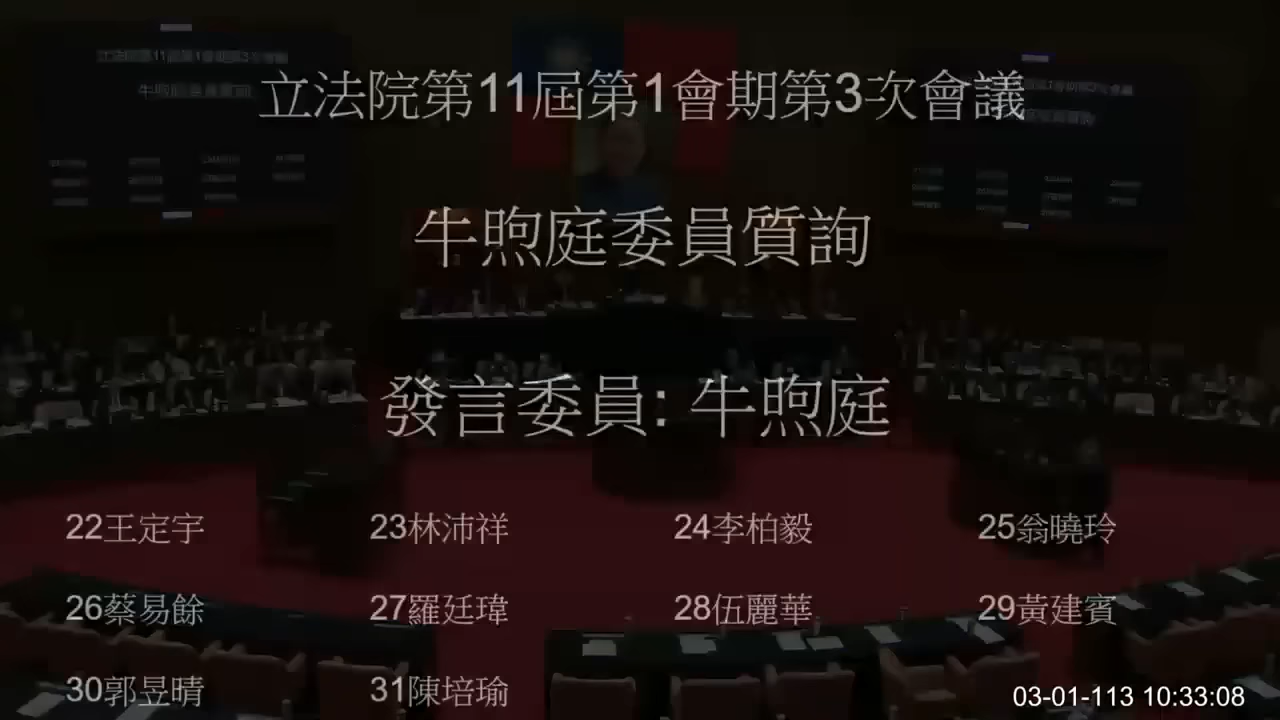 立法院第11屆第1會期第3次會議
牛煦庭委員質詢
發言委員: 牛煦庭
22王定宇 23林沛祥 24李柏毅 25翁曉玲
26蔡易餘 27羅廷瑋 28伍麗華 29黃建賓
30郭昱晴 31陳培瑜
03-01-113 10:33:08